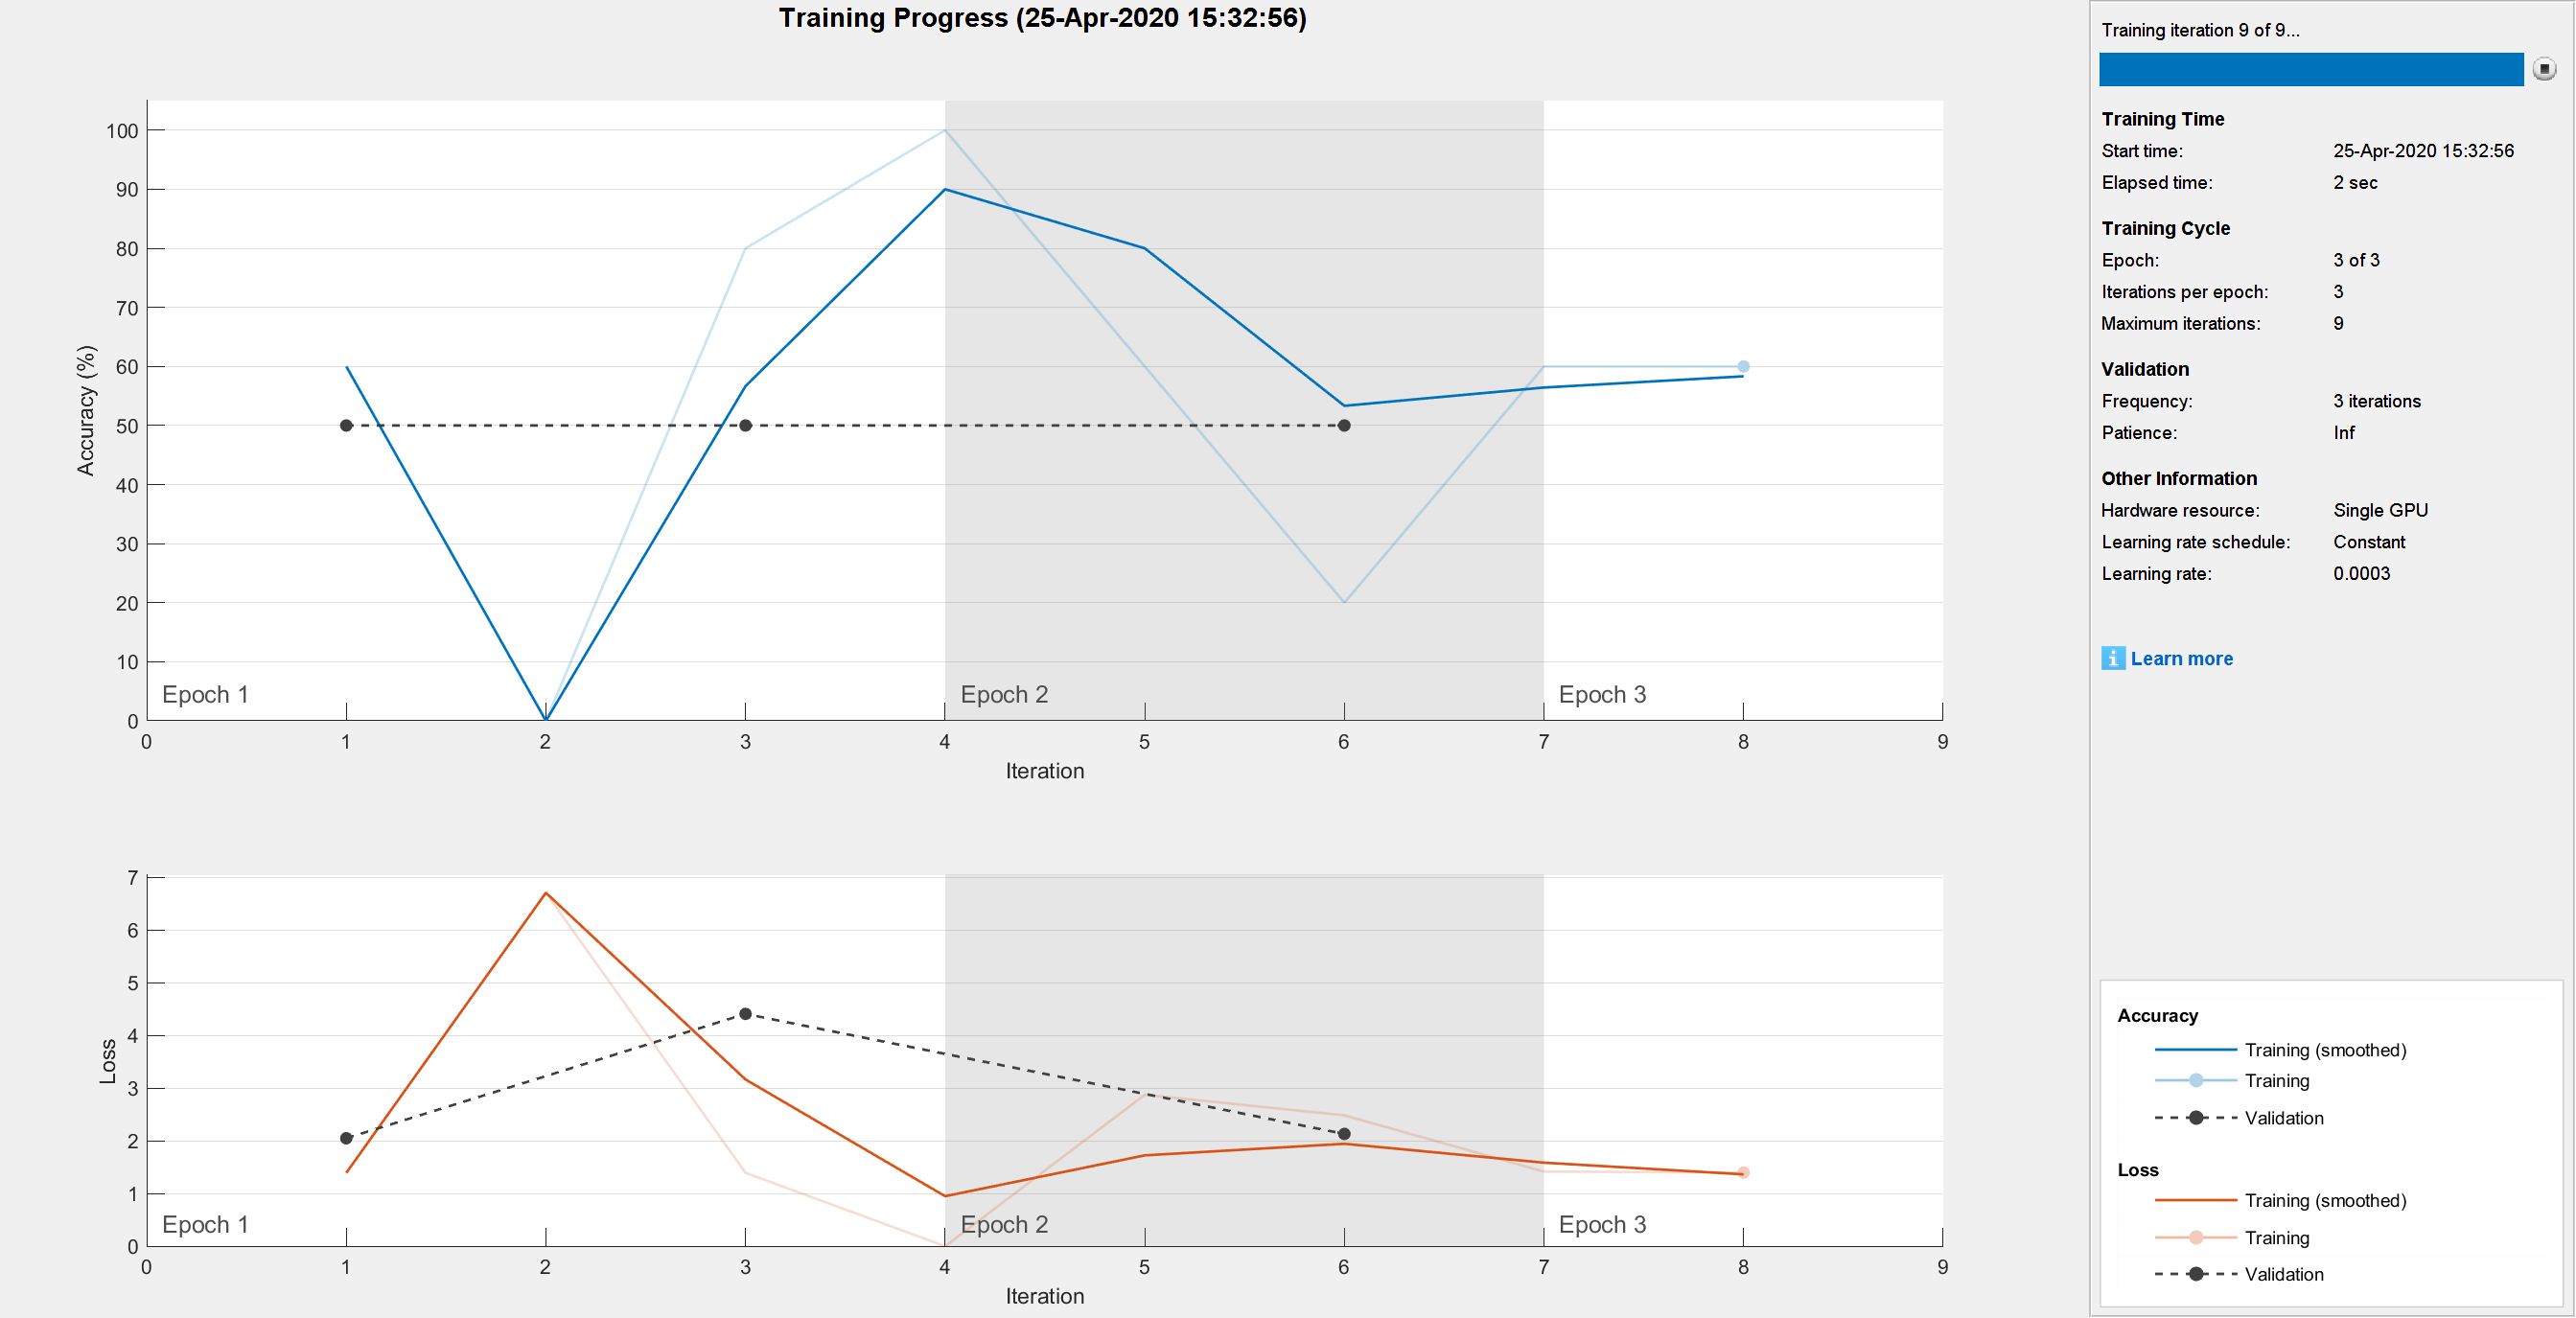 Training Progress (25-Apr-2020 15:32:56)
100
90
80
70
60
50
40
30
20
10
0
Accuracy (%)
Epoch 1 Epoch 2 Epoch 3
0 1 2 3 4 5 6 7 8 9
Iteration
7
6
5
4
3
2
1
0
Loss
Epoch 1 Epoch 2 Epoch 3
0 1 2 3 4 5 6 7 8 9
Iteration
Training iteration 9 of 9...
Training Time
Start time: 25-Apr-2020 15:32:56
Elapsed time: 2 sec
Training Cycle
Epoch: 3 of 3
Iterations per epoch: 3
Maximum iterations: 9
Validation
Frequency: 3 iterations
Patience: Inf
Other Information
Hardware resource: Single GPU
Learning rate schedule: Constant
Learning rate: 0.0003
i Learn more
Accuracy
Training (smoothed)
Training
Validation
Loss
Training (smoothed)
Training
Validation